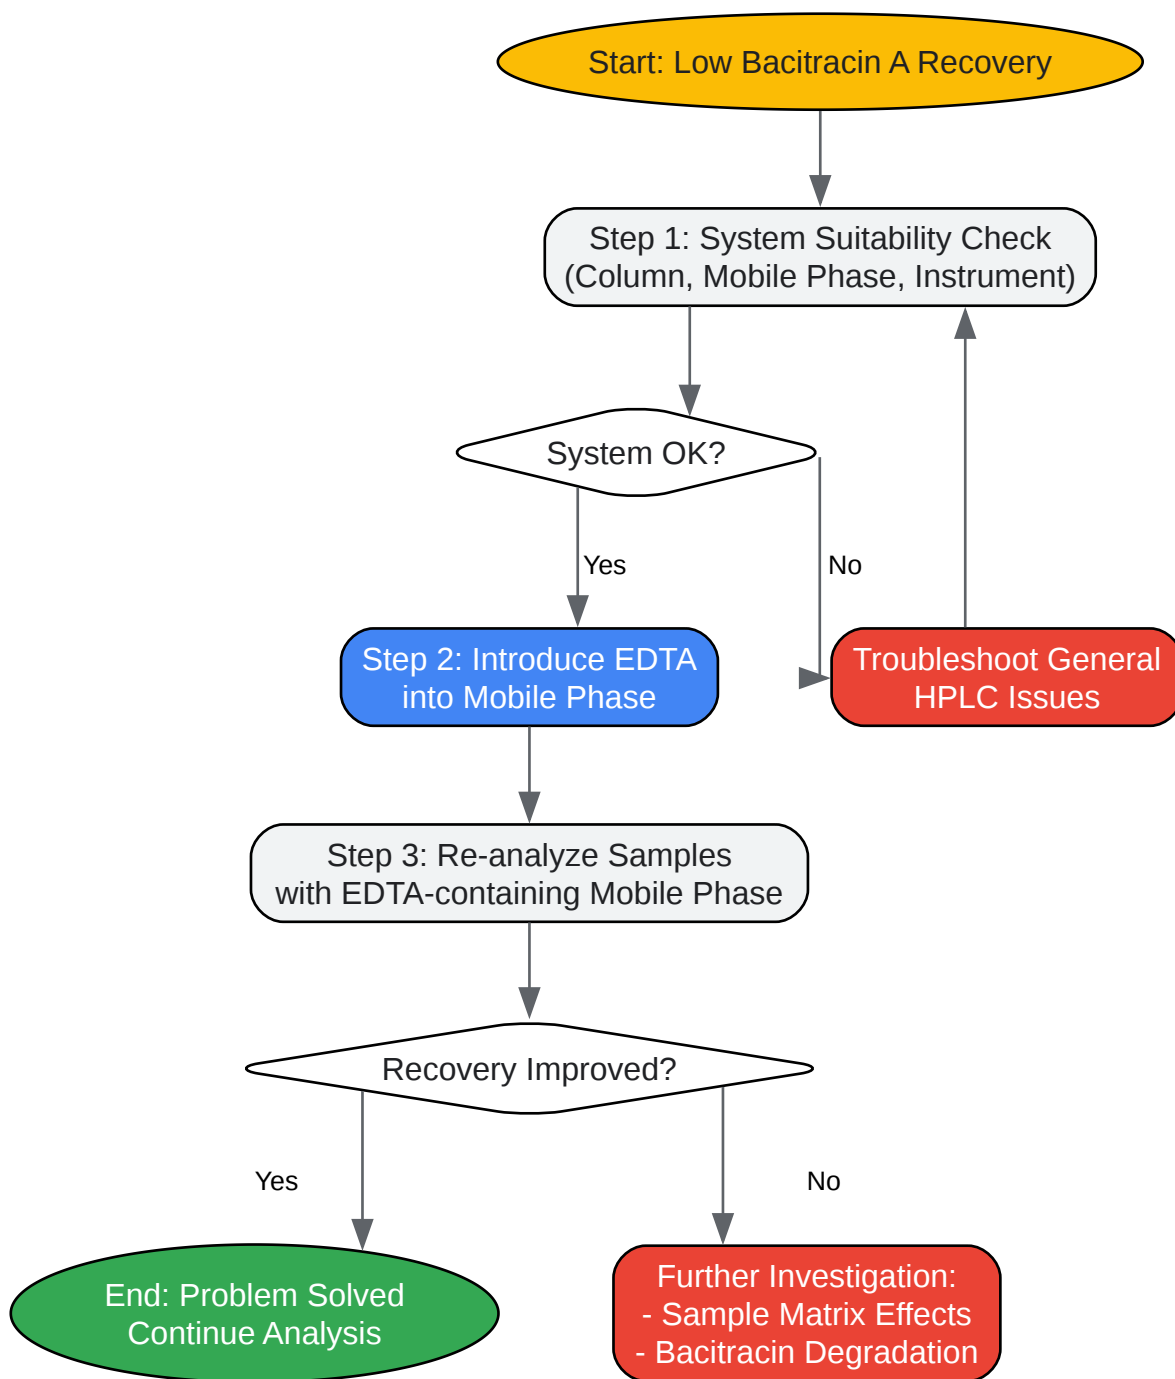 Start: Low Bacitracin A Recovery
Step 1: System Suitability Check
(Column, Mobile Phase, Instrument)
System OK?
Yes
No
Step 2: Introduce EDTA
into Mobile Phase
Troubleshoot General
HPLC Issues
Step 3: Re-analyze Samples
with EDTA-containing Mobile Phase
Recovery Improved?
Yes
No
End: Problem Solved
Continue Analysis
Further Investigation:
- Sample Matrix Effects
- Bacitracin Degradation